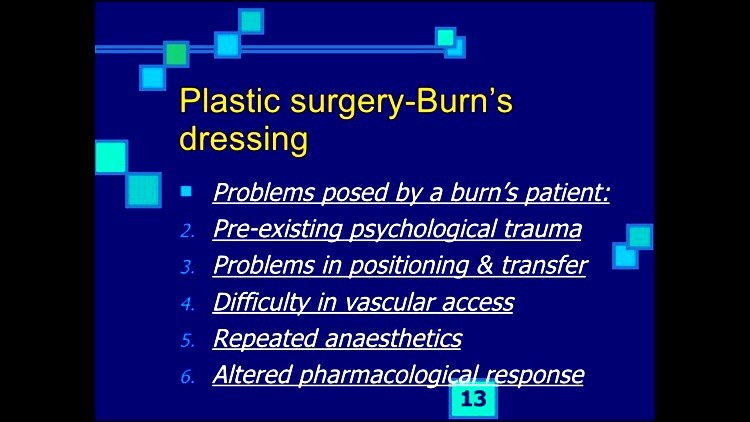 Plastic surgery-Burn's
dressing
Problems posed by a burn's patient:
2. Pre-existing psychological trauma
3. Problems in positioning & transfer
4. Difficulty in vascular access
5. Repeated anaesthetics
6. Altered pharmacological response
13